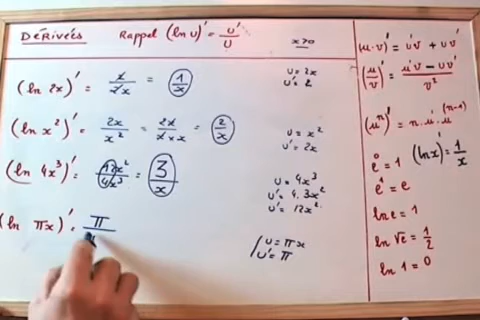 DÉRIVÉES Rappel (ln u)' = u'/u x>0
(ln 2x)' = 2/2x = 1/x u = 2x
u' = 2
(ln x²)' = 2x/x² = 2x/x×x = 2/x u = x²
u' = 2x
(ln 4x³)' = 12x²/4x³ = 3/x u = 4x³
u' = 4.3x²
u' = 12x²
(ln πx)' = π/ u = πx
u' = π
(u·v)' = u'v + uv'
(u/v)' = u'v - uv'/v²
(uⁿ)' = n.u'.u⁽ⁿ⁻¹⁾
e⁰ = 1 (lnx)' = 1/x
e¹ = e
ln e = 1
ln √e = 1/2
ln 1 = 0